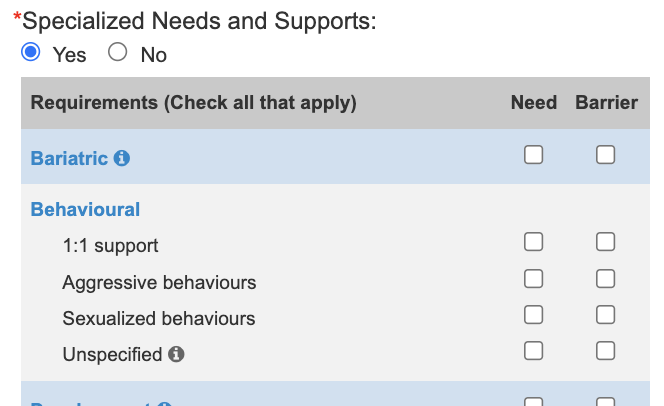 *Specialized Needs and Supports:
Yes No
Requirements (Check all that apply) Need Barrier
Bariatric
Behavioural
1:1 support
Aggressive behaviours
Sexualized behaviours
Unspecified